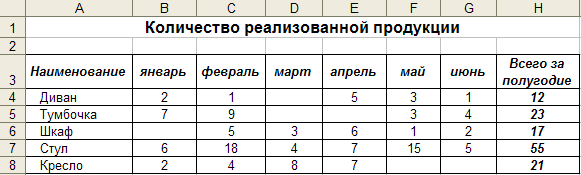 A B C D E F G H
1 Количество реализованной продукции
2
3 Наименование январь февраль март апрель май июнь Всего за полугодие
4 Диван 2 1 5 3 1 12
5 Тумбочка 7 9 3 4 23
6 Шкаф 5 3 6 1 2 17
7 Стул 6 18 4 7 15 5 55
8 Кресло 2 4 8 7 21